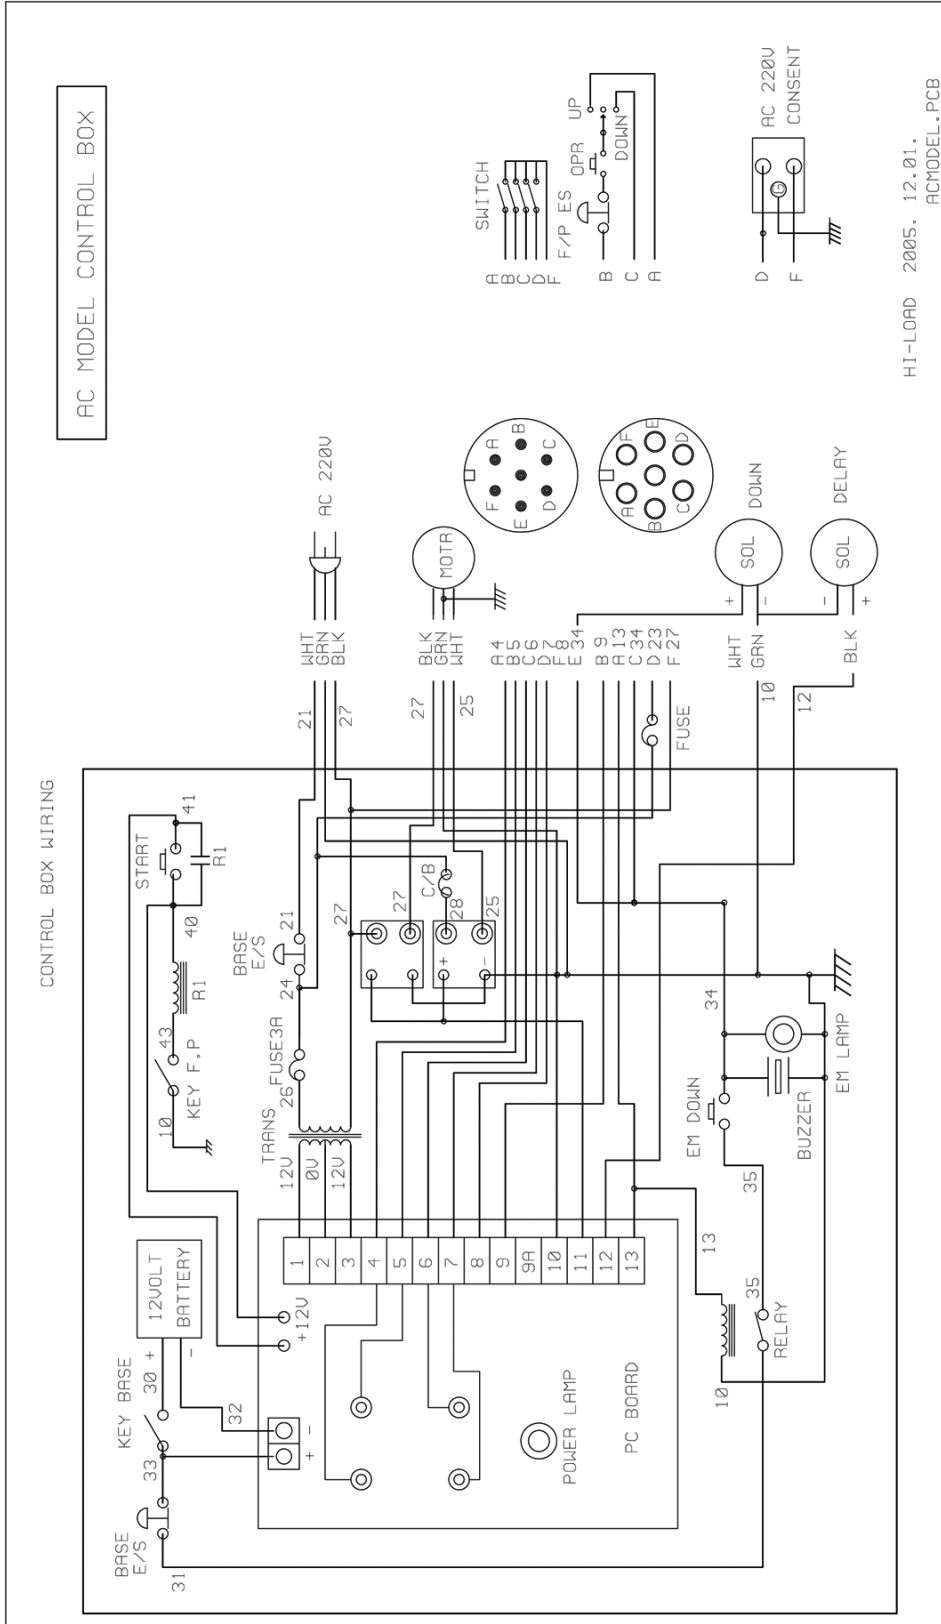 AC MODEL CONTROL BOX
CONTROL BOX WIRING
BASE
E/S
31
33
KEY BASE
30 +
-
32
12VOLT
BATTERY
10
KEY F.P
43
R1
40
START
R1
41
+12V
+ -
TRANS
12V
0V
12V
FUSE3A
26
24
BASE
E/S
21
27
27
C/B
28
25
+
-
21
27
WHT
GRN
BLK
AC 220V
27
25
BLK
GRN
WHT
MOTR
1
2
3
4
5
6
7
8
9
9A
10
11
12
13
POWER LAMP
PC BOARD
A 4
B 5
C 6
D 7
F 8
E 34
B 9
A 13
C 34
D 23
F 27
FUSE
WHT
GRN
10
12
BLK
+
-
SOL
DOWN
-
+
SOL
DELAY
F
A
E
B
D
C
A
F
B
E
C
D
10
13
35
RELAY
35
EM DOWN
34
BUZZER
EM LAMP
SWITCH
A
B
C
D
F
F/P ES
OPR
UP
DOWN
B
C
A
AC 220V
CONSENT
G
D
F
HI-LOAD 2005. 12.01.
ACMODEL.PCB